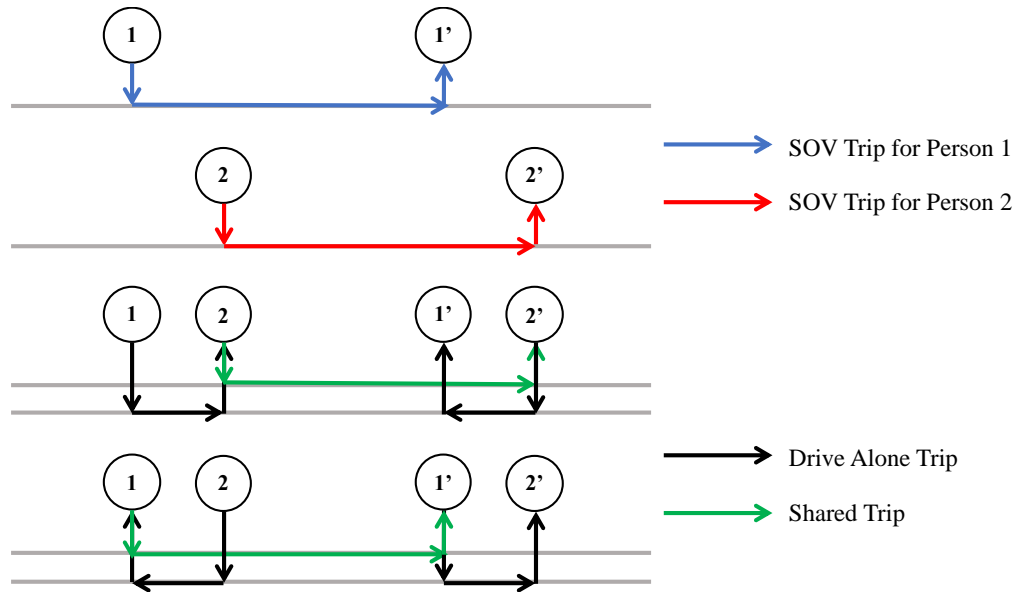 1 1’
SOV Trip for Person 1
2 2’
SOV Trip for Person 2
1 2 1’ 2’
Drive Alone Trip
1 2 1’ 2’
Shared Trip